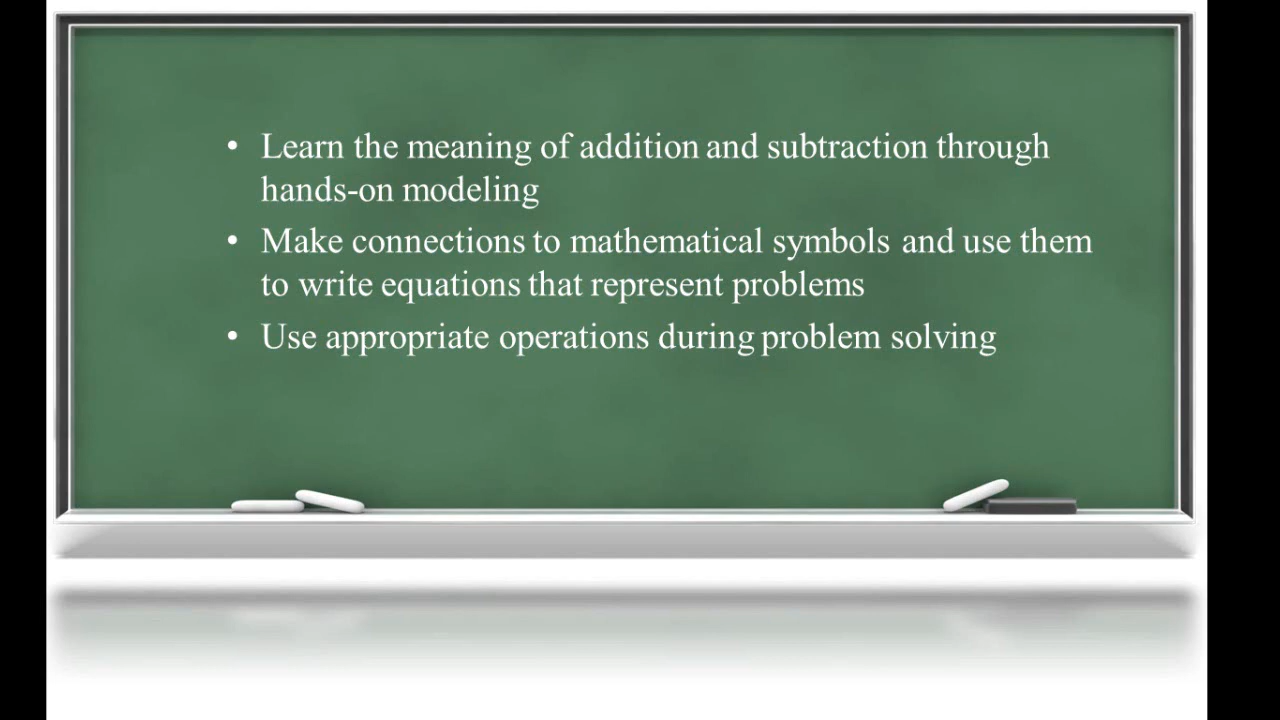 • Learn the meaning of addition and subtraction through
hands-on modeling
• Make connections to mathematical symbols and use them
to write equations that represent problems
• Use appropriate operations during problem solving